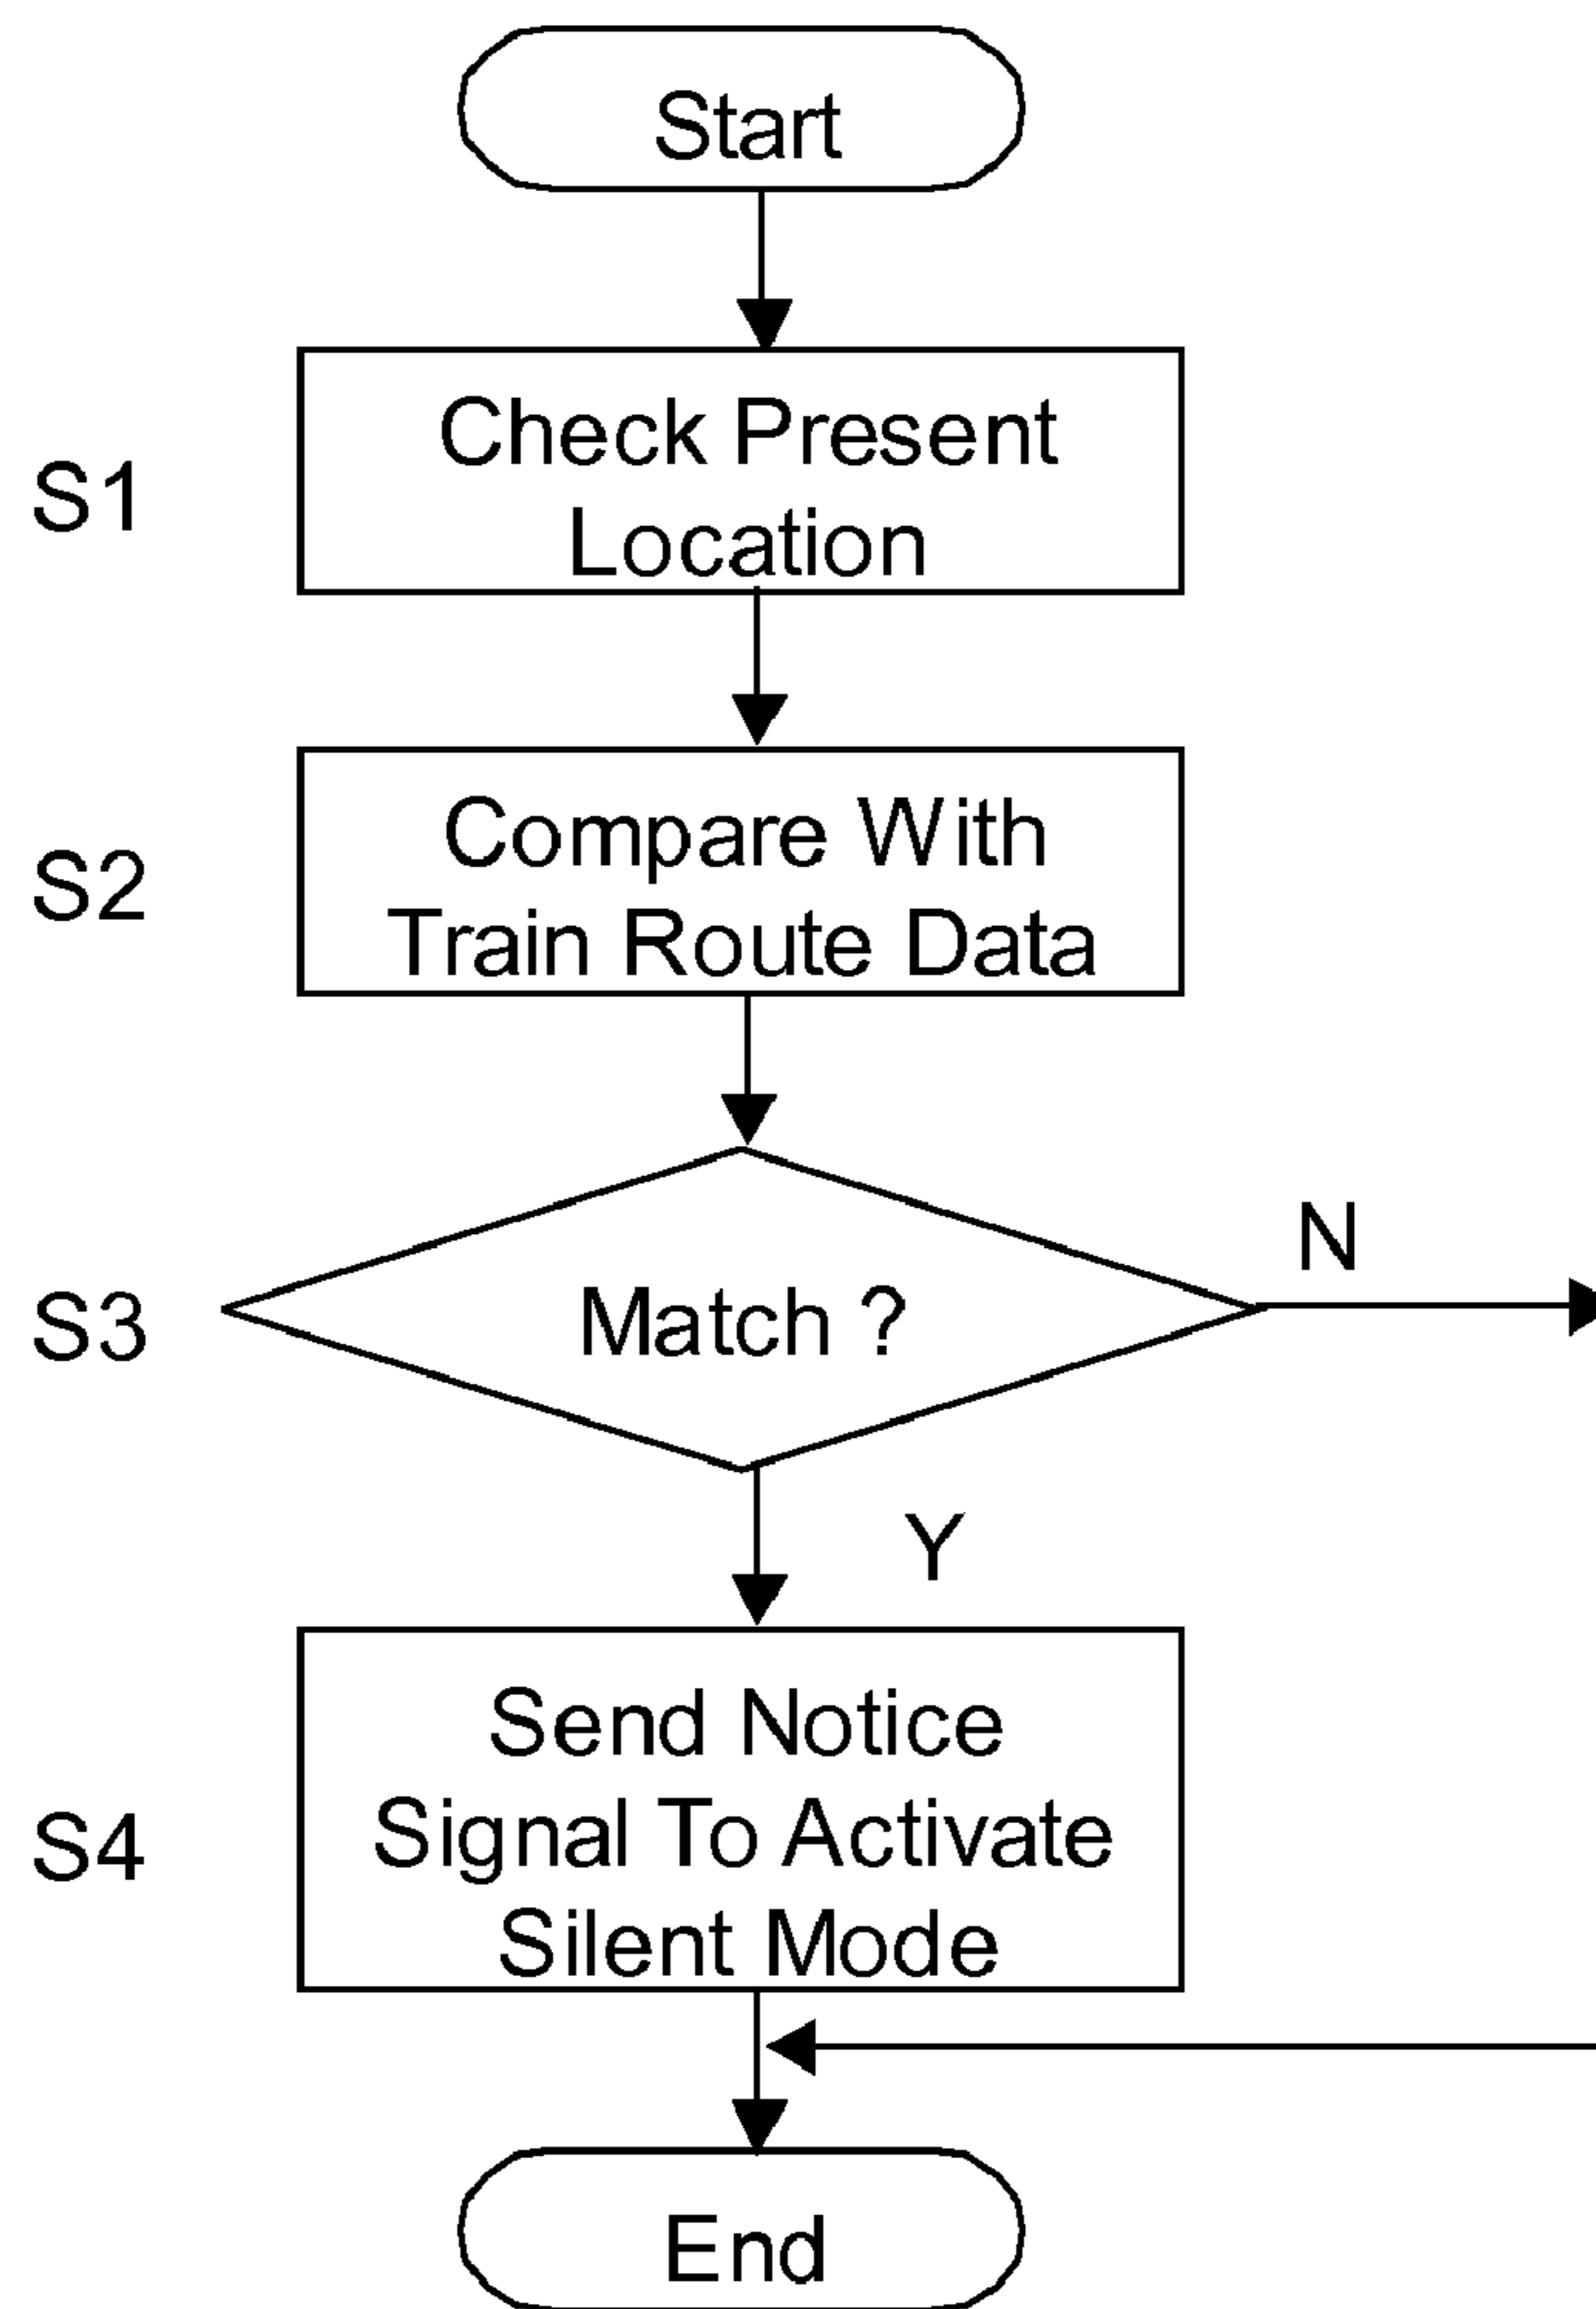 Start
S1
Check Present
Location
S2
Compare With
Train Route Data
S3
Match ?
N
Y
S4
Send Notice
Signal To Activate
Silent Mode
End